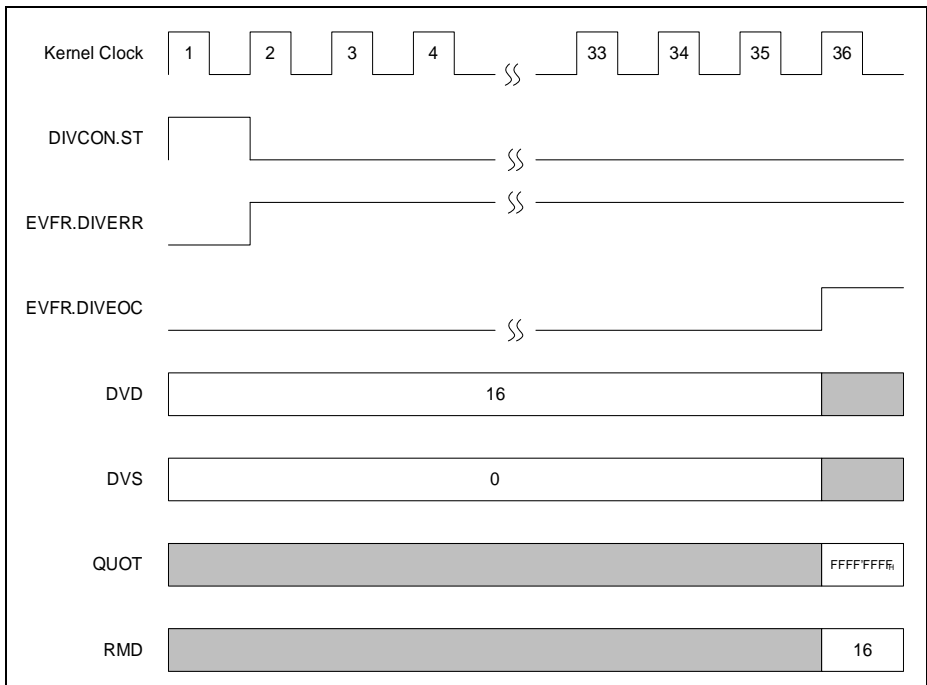 Kernel Clock 1 2 3 4 33 34 35 36
DIVCON.ST
EVFR.DIVERR
EVFR.DIVEOC
DVD 16
DVS 0
QUOT FFFF'FFFFH
RMD 16